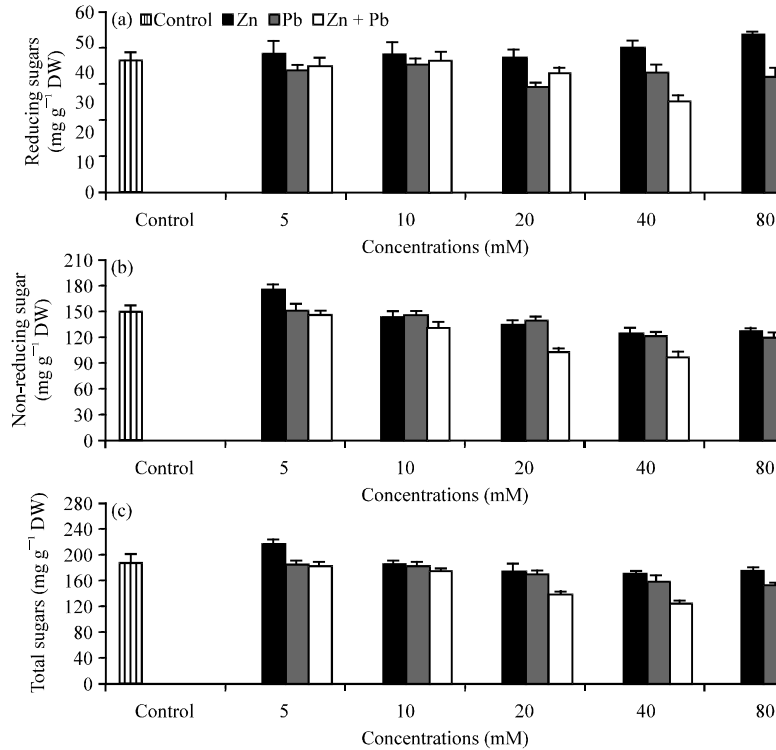 (a) Control Zn Pb Zn + Pb
Reducing sugars
(mg g⁻¹ DW)
60
50
40
30
20
10
0
Control 5 10 20 40 80
Concentrations (mM)
(b)
Non-reducing sugar
(mg g⁻¹ DW)
210
180
150
120
90
60
30
0
Control 5 10 20 40 80
Concentrations (mM)
(c)
Total sugars (mg g⁻¹ DW)
280
240
200
160
120
80
40
0
Control 5 10 20 40 80
Concentrations (mM)